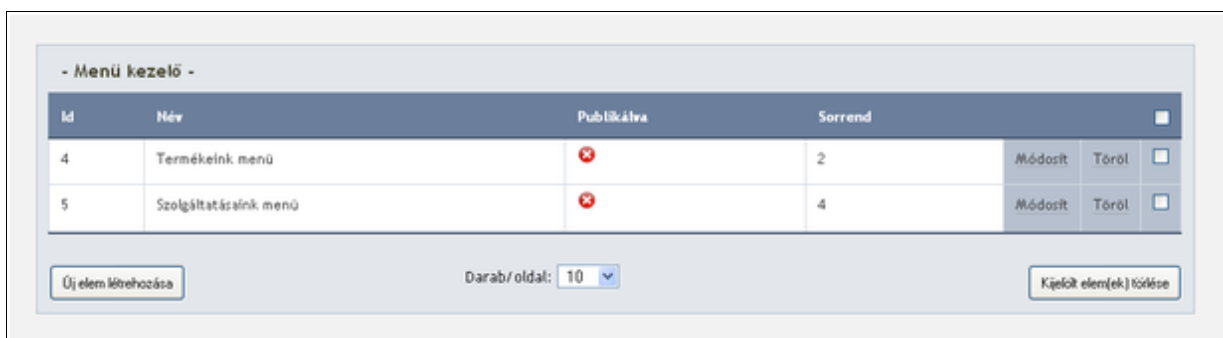 - Menü kezelő -
Id Név Publikálva Sorrend
4 Termékeink menü 2 Módosít Töröl
5 Szolgáltatásaink menü 4 Módosít Töröl
Új elem létrehozása Darab/oldal: 10 Kijelölt elem(ek) törlése